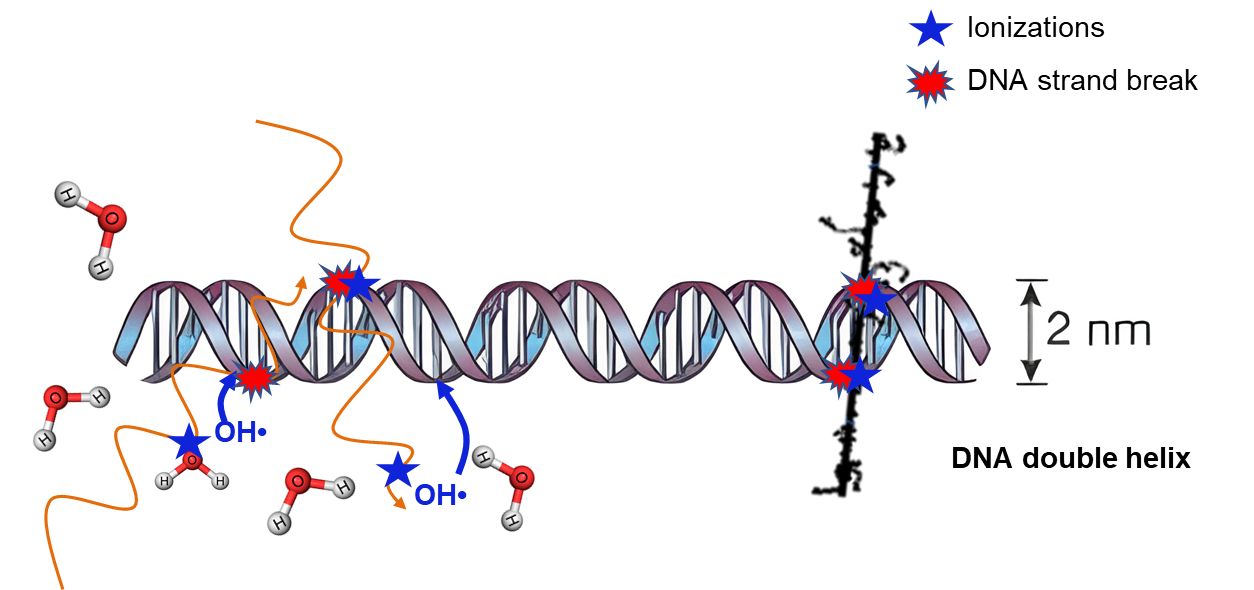 Ionizations
DNA strand break
H
O
H
2 nm
O
H
H
OH•
DNA double helix
O
H
H
H
O
H
O
H
H
OH•
H